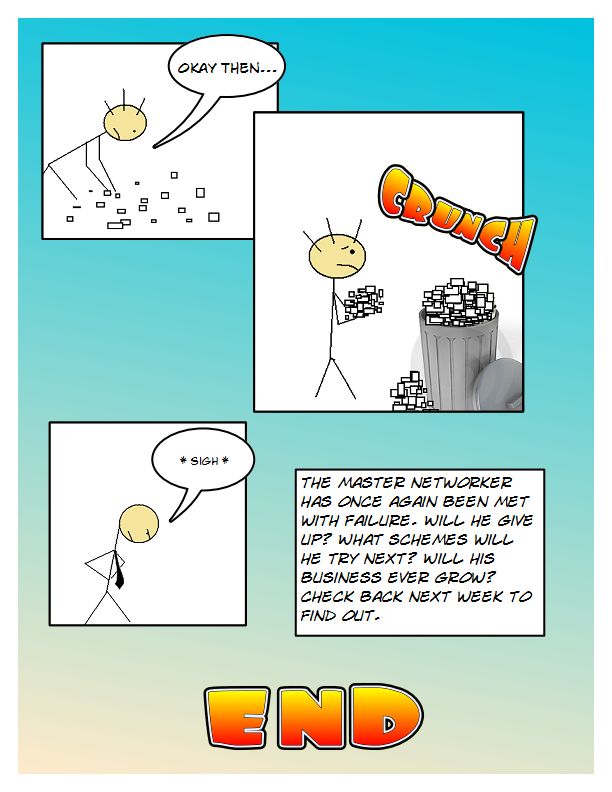 OKAY THEN...
CRUNCH
* SIGH *
THE MASTER NETWORKER
HAS ONCE AGAIN BEEN MET
WITH FAILURE. WILL HE GIVE
UP? WHAT SCHEMES WILL
HE TRY NEXT? WILL HIS
BUSINESS EVER GROW?
CHECK BACK NEXT WEEK TO
FIND OUT.
END